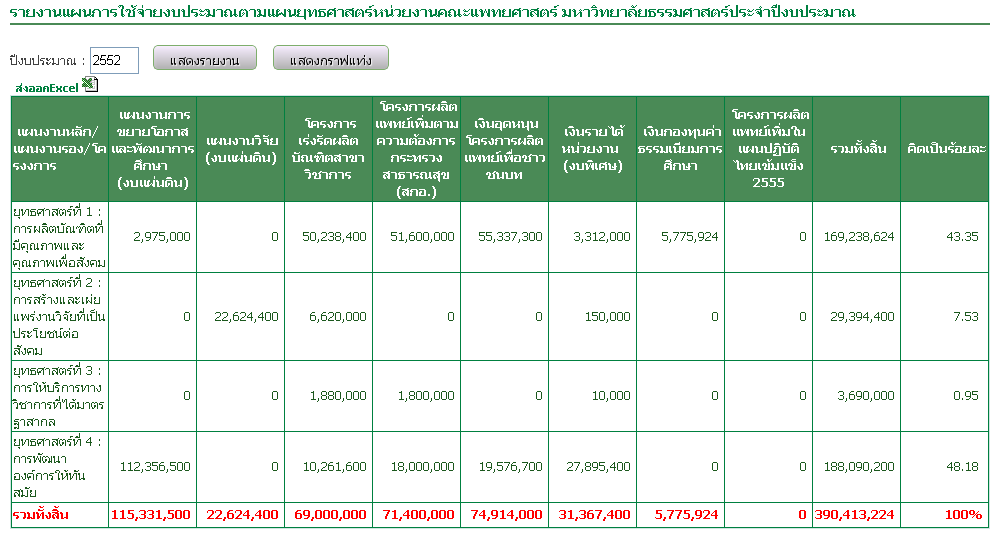 รายงานแผนการใช้จ่ายงบประมาณตามแผนยุทธศาสตร์หน่วยงานคณะแพทยศาสตร์ มหาวิทยาลัยธรรมศาสตร์ประจำปีงบประมาณ
ปีงบประมาณ : 2552 แสดงรายงาน แสดงกราฟแท่ง
ส่งออกExcel
แผนงานหลัก/
แผนงานรอง/โค
รงงการ
แผนงานการ
ขยายโอกาส
และพัฒนาการ
ศึกษา
(งบแผ่นดิน)
แผนงานวิจัย
(งบแผ่นดิน)
โครงการ
เร่งรัดผลิต
บัณฑิตสาขา
วิชาการ
โครงการผลิต
แพทย์เพิ่มตาม
ความต้องการ
กระทรวง
สาธารณสุข
(สกอ.)
เงินอุดหนุน
โครงการผลิต
แพทย์เพื่อชาว
ชนบท
เงินรายได้
หน่วยงาน
(งบพิเศษ)
เงินกองทุนค่า
ธรรมเนียมการ
ศึกษา
โครงการผลิต
แพทย์เพิ่มใน
แผนปฏิบัติ
ไทยเข้มแข็ง
2555
รวมทั้งสิ้น
คิดเป็นร้อยละ
ยุทธศาสตร์ที่ 1 :
การผลิตบัณฑิตที่
มีคุณภาพและ
คุณภาพเพื่อสังคม
2,975,000 0 50,238,400 51,600,000 55,337,300 3,312,000 5,775,924 0 169,238,624 43.35
ยุทธศาสตร์ที่ 2 :
การสร้างและเผ่ย
แพร่งานวิจัยที่เป็น
ประโยชน์ต่อ
สังคม
0 22,624,400 6,620,000 0 0 150,000 0 0 29,394,400 7.53
ยุทธศาสตร์ที่ 3 :
การให้บริการทาง
วิชาการที่ได้มาตร
ฐาสากล
0 0 1,880,000 1,800,000 0 10,000 0 0 3,690,000 0.95
ยุทธศาสตร์ที่ 4 :
การพัฒนา
องค์การให้ทัน
สมัย
112,356,500 0 10,261,600 18,000,000 19,576,700 27,895,400 0 0 188,090,200 48.18
รวมทั้งสิ้น 115,331,500 22,624,400 69,000,000 71,400,000 74,914,000 31,367,400 5,775,924 0 390,413,224 100%